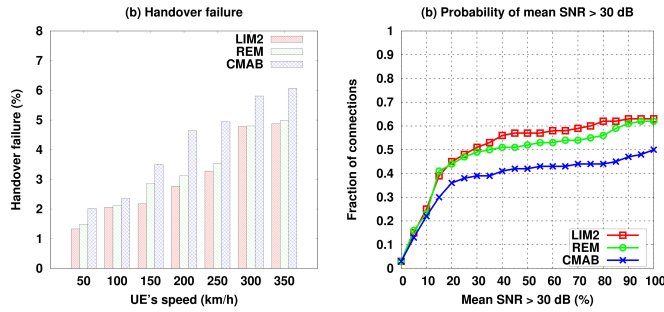 (b) Handover failure
8
7
6
5
4
3
2
1
0
Handover failure (%)
LIM2
REM
CMAB
50 100 150 200 250 300 350
UE's speed (km/h)
(b) Probability of mean SNR > 30 dB
1
0.9
0.8
0.7
0.6
0.5
0.4
0.3
0.2
0.1
0
Fraction of connections
LIM2
REM
CMAB
0 10 20 30 40 50 60 70 80 90 100
Mean SNR > 30 dB (%)